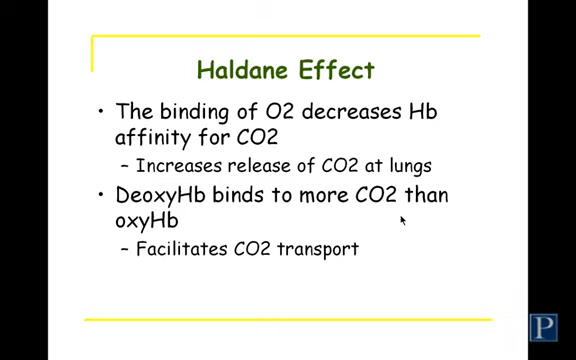 Haldane Effect
• The binding of O2 decreases Hb
affinity for CO2
– Increases release of CO2 at lungs
• DeoxyHb binds to more CO2 than
oxyHb
– Facilitates CO2 transport
P